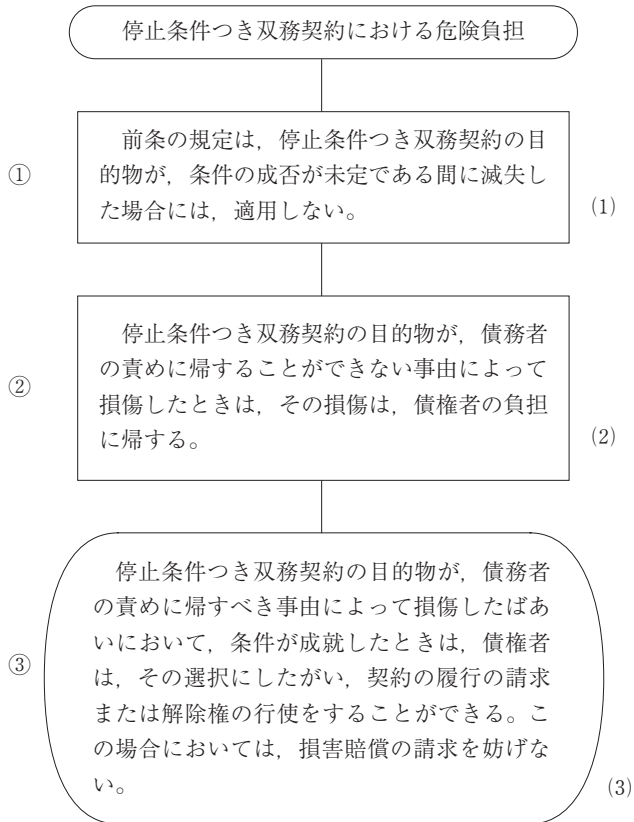 停止条件つき双務契約における危険負担
①
前条の規定は，停止条件つき双務契約の目
的物が，条件の成否が未定である間に滅失し
た場合には，適用しない。
(1)
②
停止条件つき双務契約の目的物が，債務者
の責めに帰することができない事由によって
損傷したときは，その損傷は，債権者の負担
に帰する。
(2)
③
停止条件つき双務契約の目的物が，債務者
の責めに帰すべき事由によって損傷したばあ
いにおいて，条件が成就したときは，債権者
は，その選択にしたがい，契約の履行の請求
または解除権の行使をすることができる。こ
の場合においては，損害賠償の請求を妨げな
い。
(3)